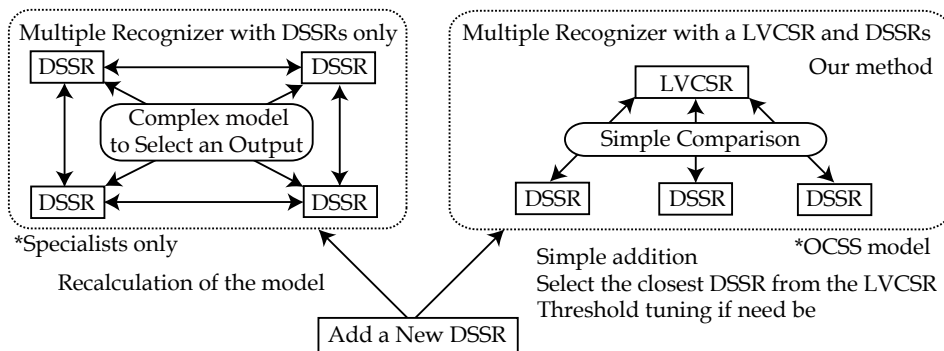 Multiple Recognizer with DSSRs only
DSSR
DSSR
Complex model
to Select an Output
DSSR
DSSR
*Specialists only
Multiple Recognizer with a LVCSR and DSSRs
Our method
LVCSR
Simple Comparison
DSSR
DSSR
DSSR
*OCSS model
Recalculation of the model
Simple addition
Select the closest DSSR from the LVCSR
Threshold tuning if need be
Add a New DSSR